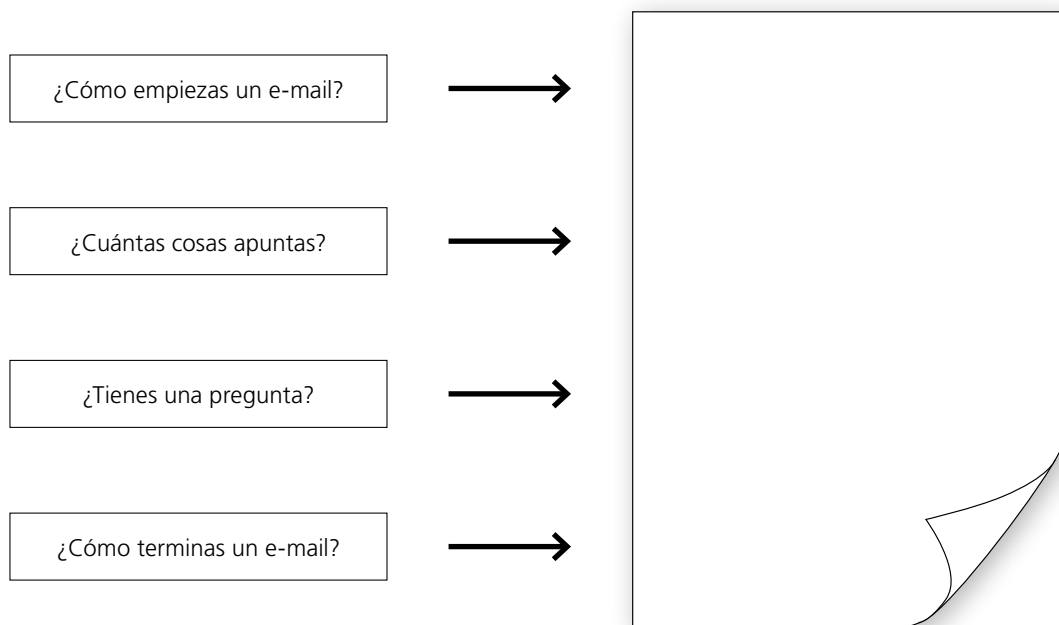 ¿Cómo empiezas un e-mail?
¿Cuántas cosas apuntas?
¿Tienes una pregunta?
¿Cómo terminas un e-mail?